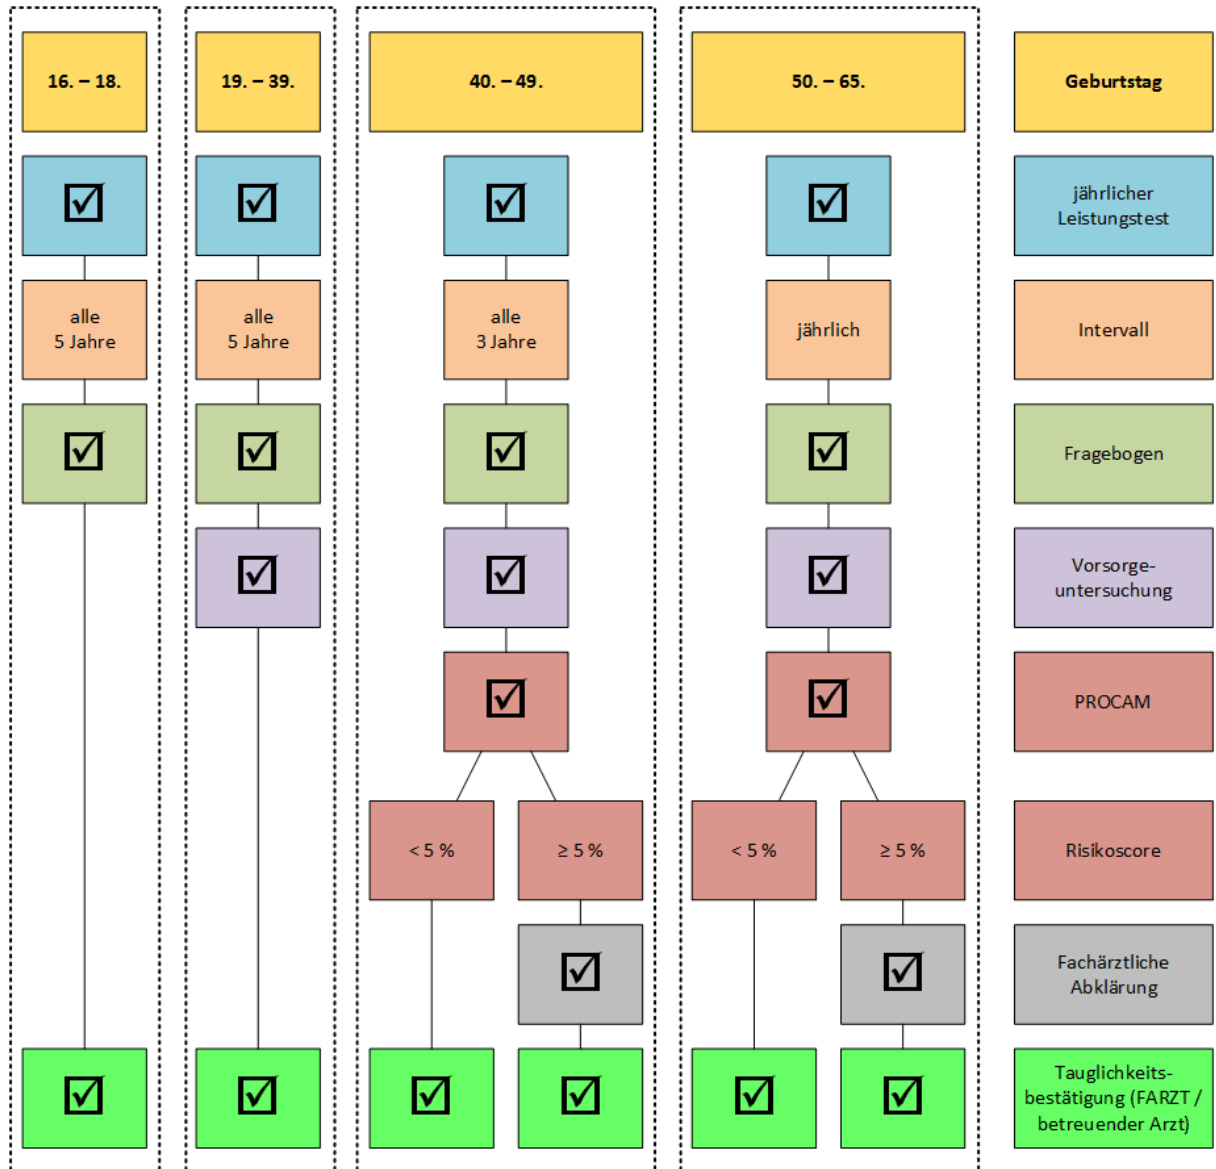 16. – 18.
19. – 39.
40. – 49.
50. – 65.
Geburtstag
jährlicher
Leistungstest
alle
5 Jahre
alle
5 Jahre
alle
3 Jahre
jährlich
Intervall
Fragebogen
Vorsorge-
untersuchung
PROCAM
< 5 %
≥ 5 %
< 5 %
≥ 5 %
Risikoscore
Fachärztliche
Abklärung
Tauglichkeits-
bestätigung (FARZT /
betreuender Arzt)